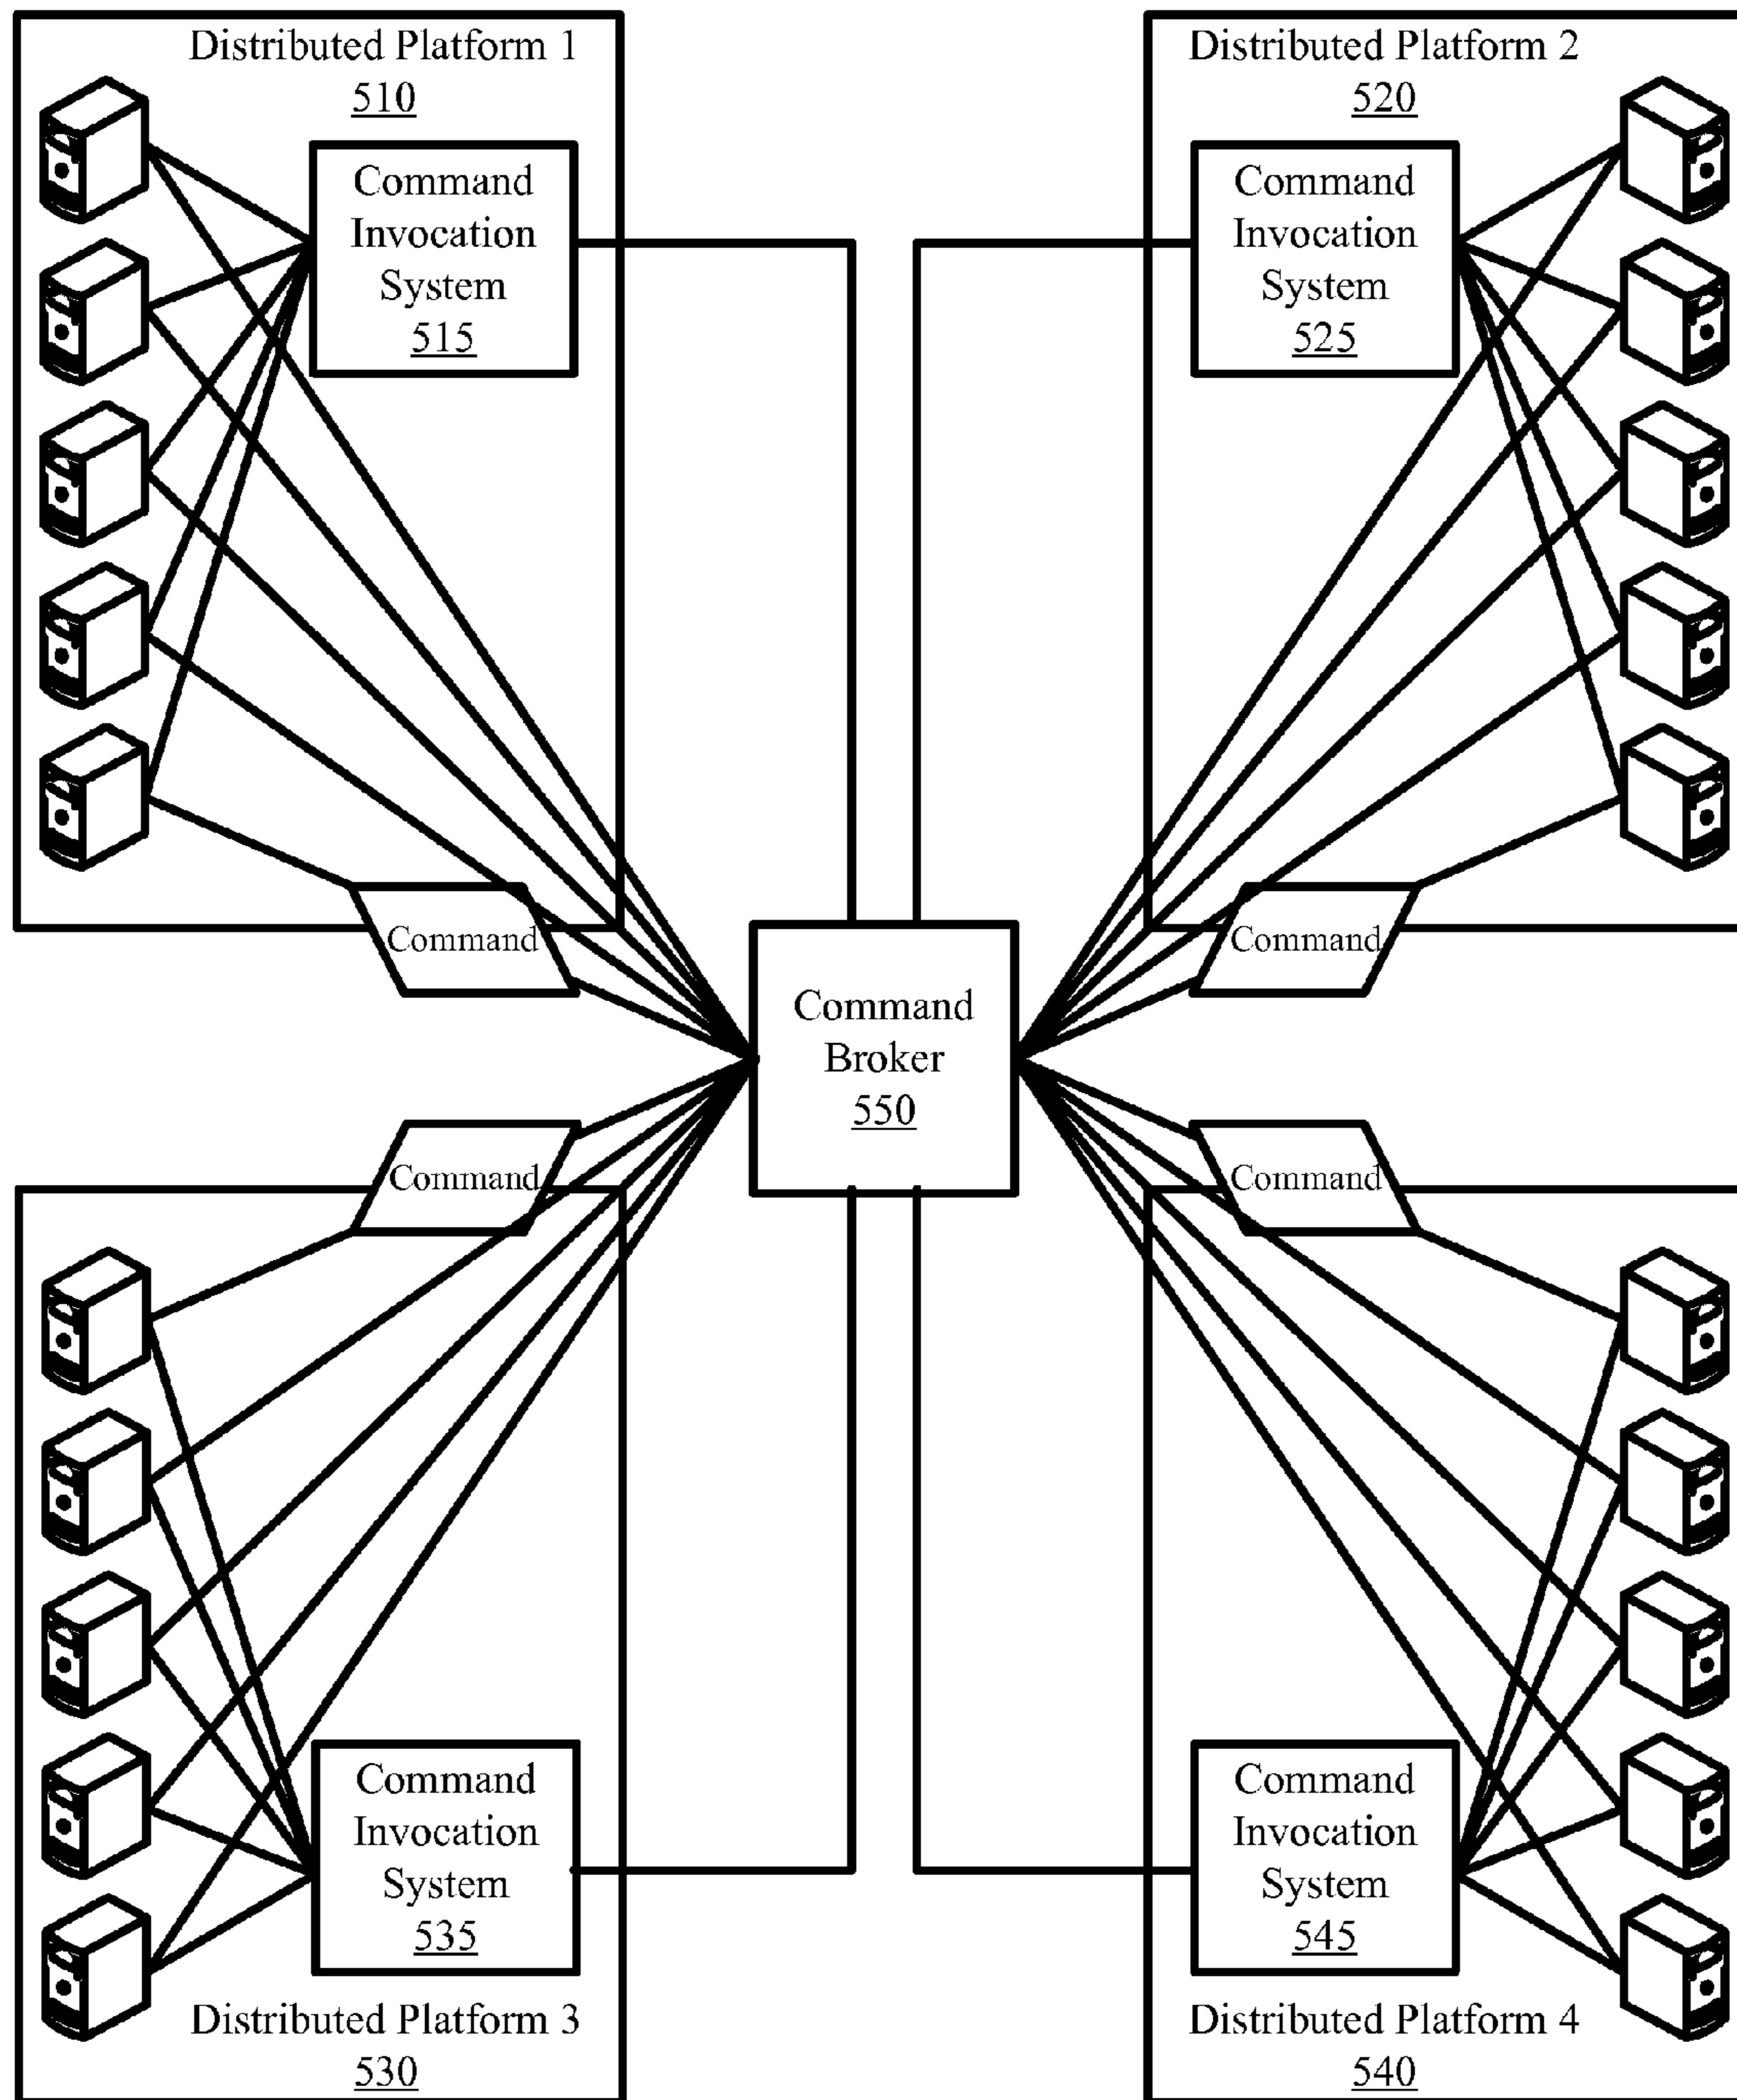 Distributed Platform 1
510
Command
Invocation
System
515
Distributed Platform 2
520
Command
Invocation
System
525
Command
Command
Command
Broker
550
Command
Command
Command
Invocation
System
535
Distributed Platform 3
530
Command
Invocation
System
545
Distributed Platform 4
540